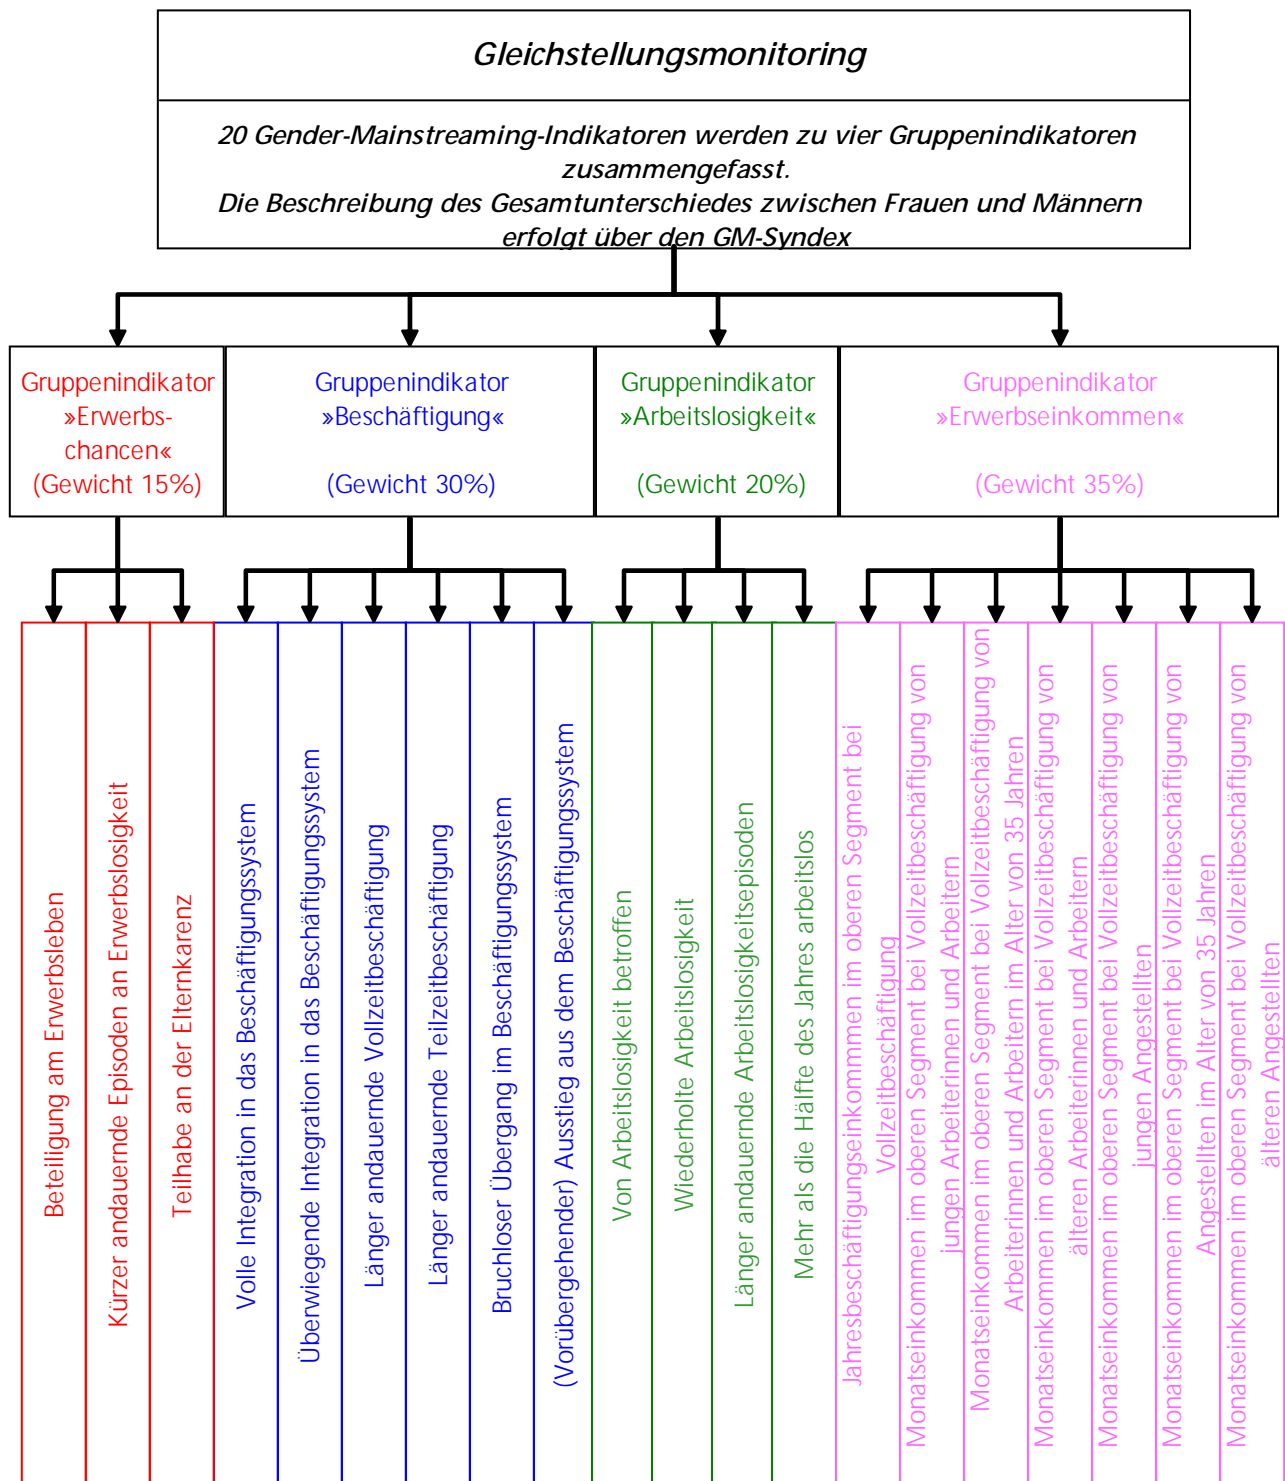 Gleichstellungsmonitoring
20 Gender-Mainstreaming-Indikatoren werden zu vier Gruppenindikatoren
zusammengefasst.
Die Beschreibung des Gesamtunterschiedes zwischen Frauen und Männern
erfolgt über den GM-Syndex
Gruppenindikator
»Erwerbs-
chancen«
(Gewicht 15%)
Gruppenindikator
»Beschäftigung«
(Gewicht 30%)
Gruppenindikator
»Arbeitslosigkeit«
(Gewicht 20%)
Gruppenindikator
»Erwerbseinkommen«
(Gewicht 35%)
Beteiligung am Erwerbsleben
Kürzer andauernde Episoden an Erwerbslosigkeit
Teilhabe an der Elternkarenz
Volle Integration in das Beschäftigungssystem
Überwiegende Integration in das Beschäftigungssystem
Länger andauernde Vollzeitbeschäftigung
Länger andauernde Teilzeitbeschäftigung
Bruchloser Übergang im Beschäftigungssystem
(Vorübergehender) Ausstieg aus dem Beschäftigungssystem
Von Arbeitslosigkeit betroffen
Wiederholte Arbeitslosigkeit
Länger andauernde Arbeitslosigkeitsepisoden
Mehr als die Hälfte des Jahres arbeitslos
Jahresbeschäftigungseinkommmen im oberen Segment bei
Vollzeitbeschäftigung
Monatseinkommen im oberen Segment bei Vollzeitbeschäftigung von
jungen Arbeiterinnen und Arbeitern
Monatseinkommen im oberen Segment bei Vollzeitbeschäftigung von
Arbeiterinnen und Arbeitern im Alter von 35 Jahren
Monatseinkommen im oberen Segment bei Vollzeitbeschäftigung von
älteren Arbeiterinnen und Arbeitern
Monatseinkommen im oberen Segment bei Vollzeitbeschäftigung von
jungen Angestellten
Monatseinkommen im oberen Segment bei Vollzeitbeschäftigung von
Angestellten im Alter von 35 Jahren
Monatseinkommen im oberen Segment bei Vollzeitbeschäftigung von
älteren Angestellten